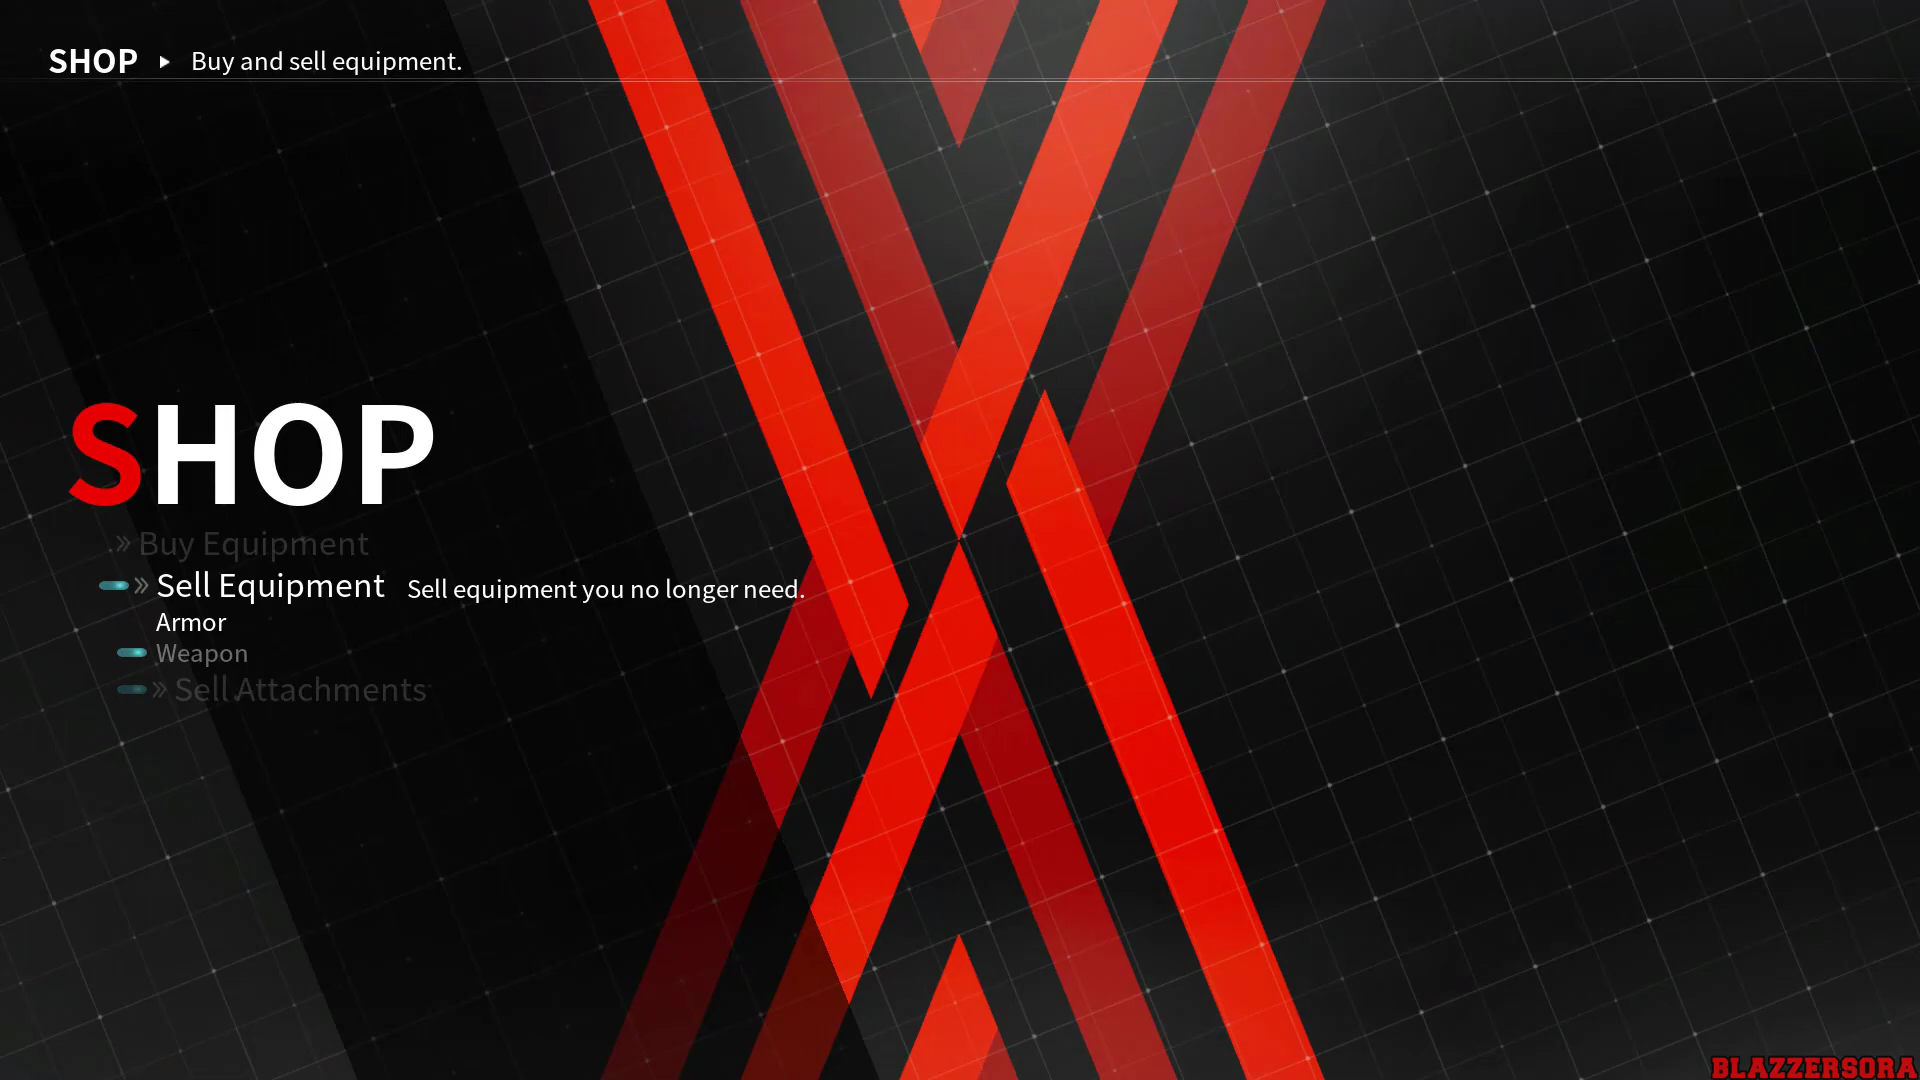 SHOP Buy and sell equipment.
SHOP
Buy Equipment
Sell Equipment Sell equipment you no longer need.
Armor
Weapon
Sell Attachments
BLAZZERSORA